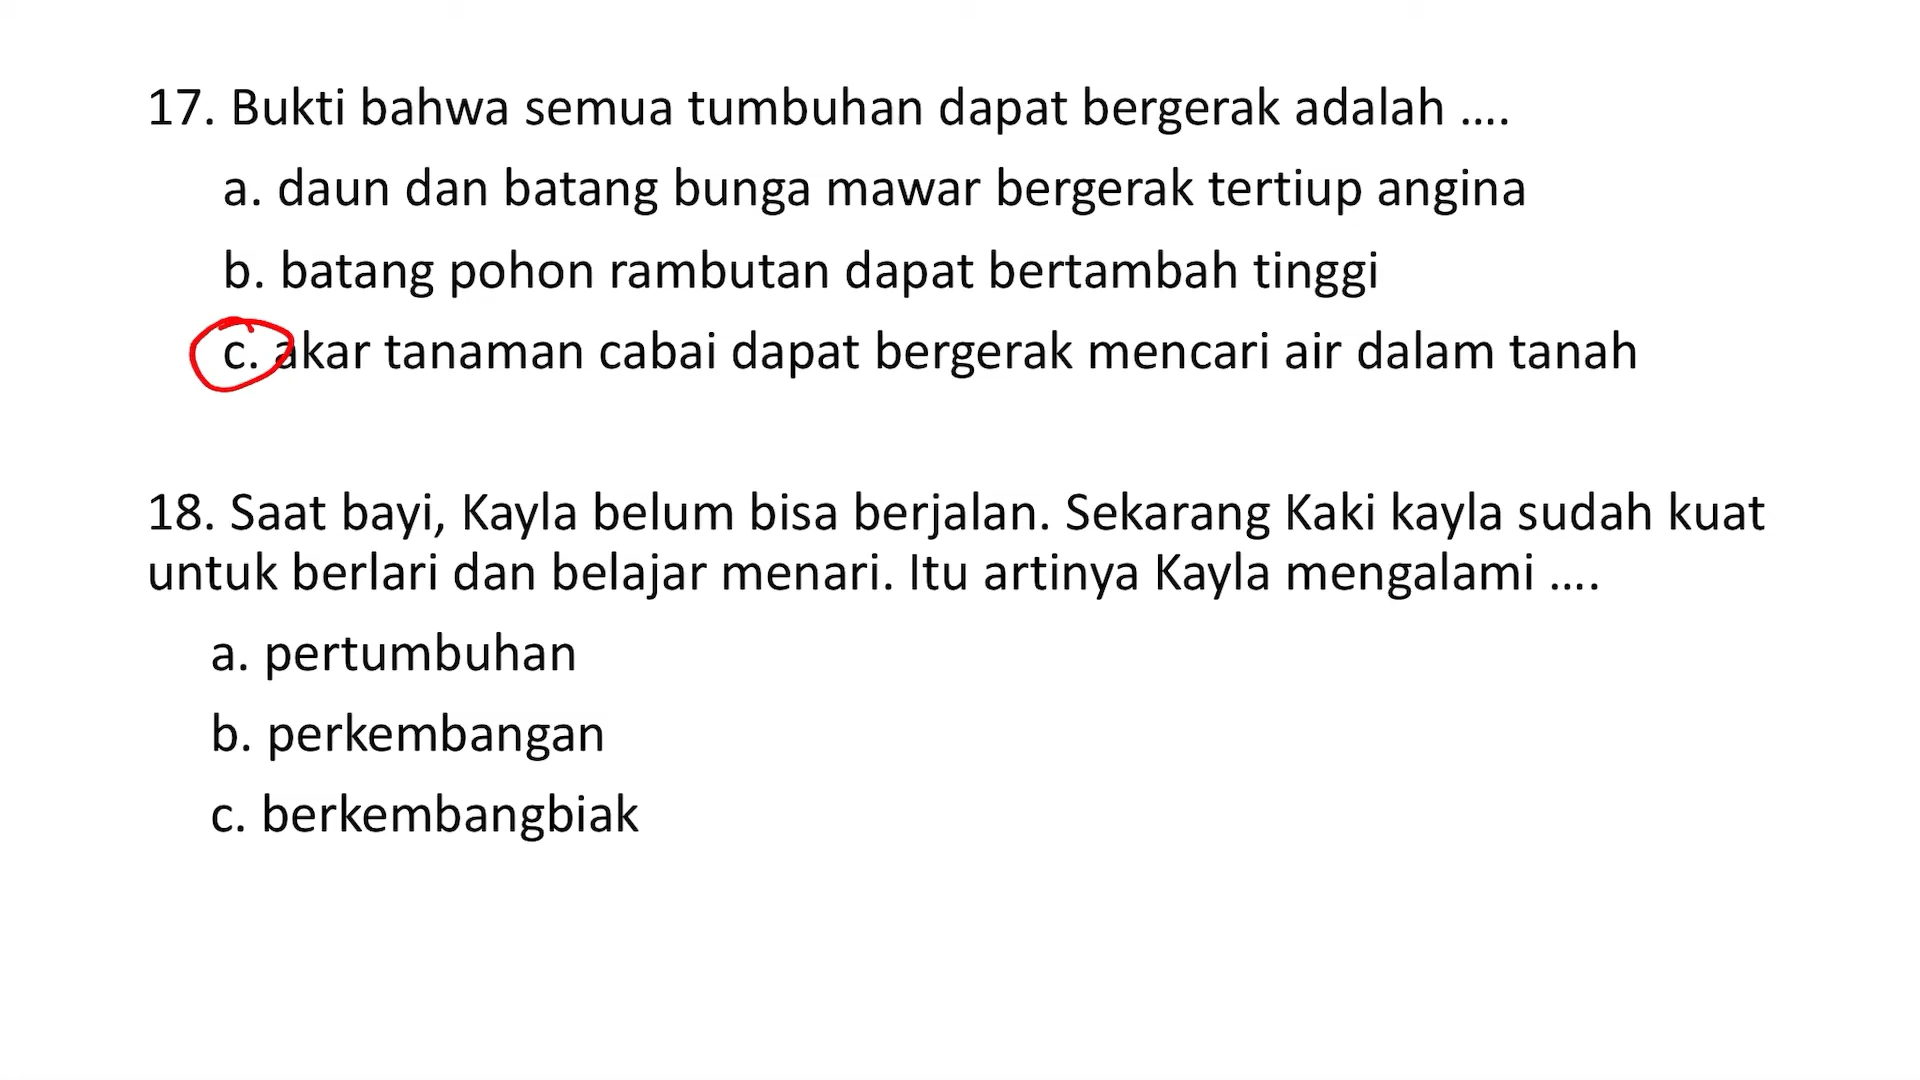 17. Bukti bahwa semua tumbuhan dapat bergerak adalah ....
a. daun dan batang bunga mawar bergerak tertiup angina
b. batang pohon rambutan dapat bertambah tinggi
c. akar tanaman cabai dapat bergerak mencari air dalam tanah
18. Saat bayi, Kayla belum bisa berjalan. Sekarang Kaki kayla sudah kuat
untuk berlari dan belajar menari. Itu artinya Kayla mengalami ....
a. pertumbuhan
b. perkembangan
c. berkembangbiak